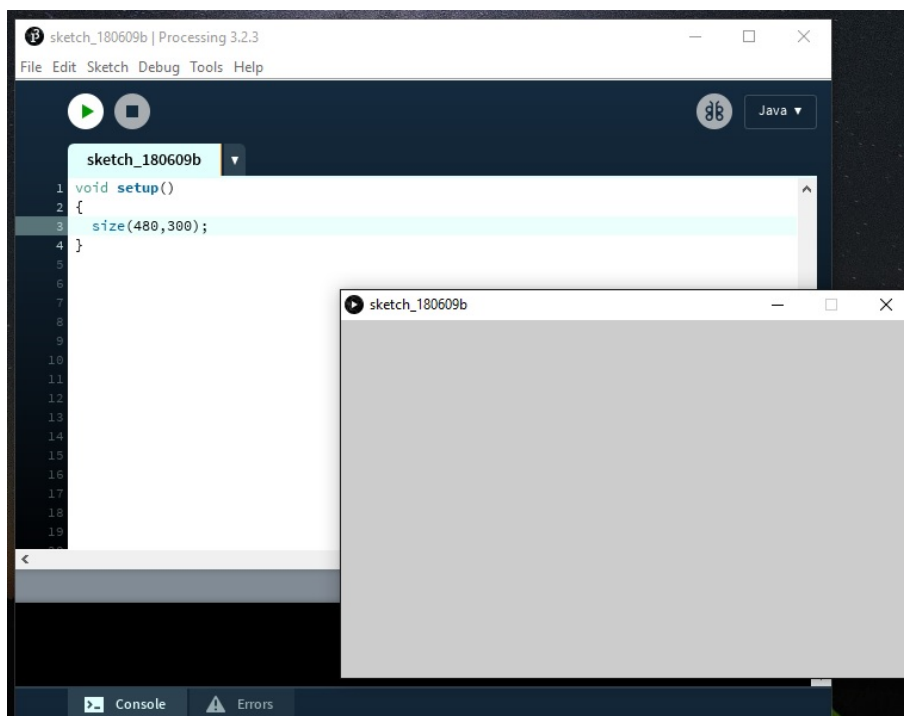 sketch_180609b | Processing 3.2.3
File Edit Sketch Debug Tools Help
Java
sketch_180609b
1 void setup()
2 {
3 size(480,300);
4 }
5
6
7
sketch_180609b
8
9
10
11
12
13
14
15
16
17
18
19
Console
Errors